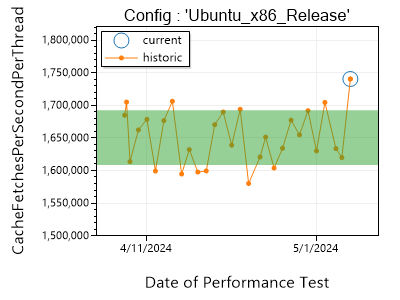 Config : 'Ubuntu_x86_Release'
CacheFetchesPerSecondPerThread
1,800,000
1,750,000
1,700,000
1,650,000
1,600,000
1,550,000
1,500,000
current
historic
4/11/2024
5/1/2024
Date of Performance Test